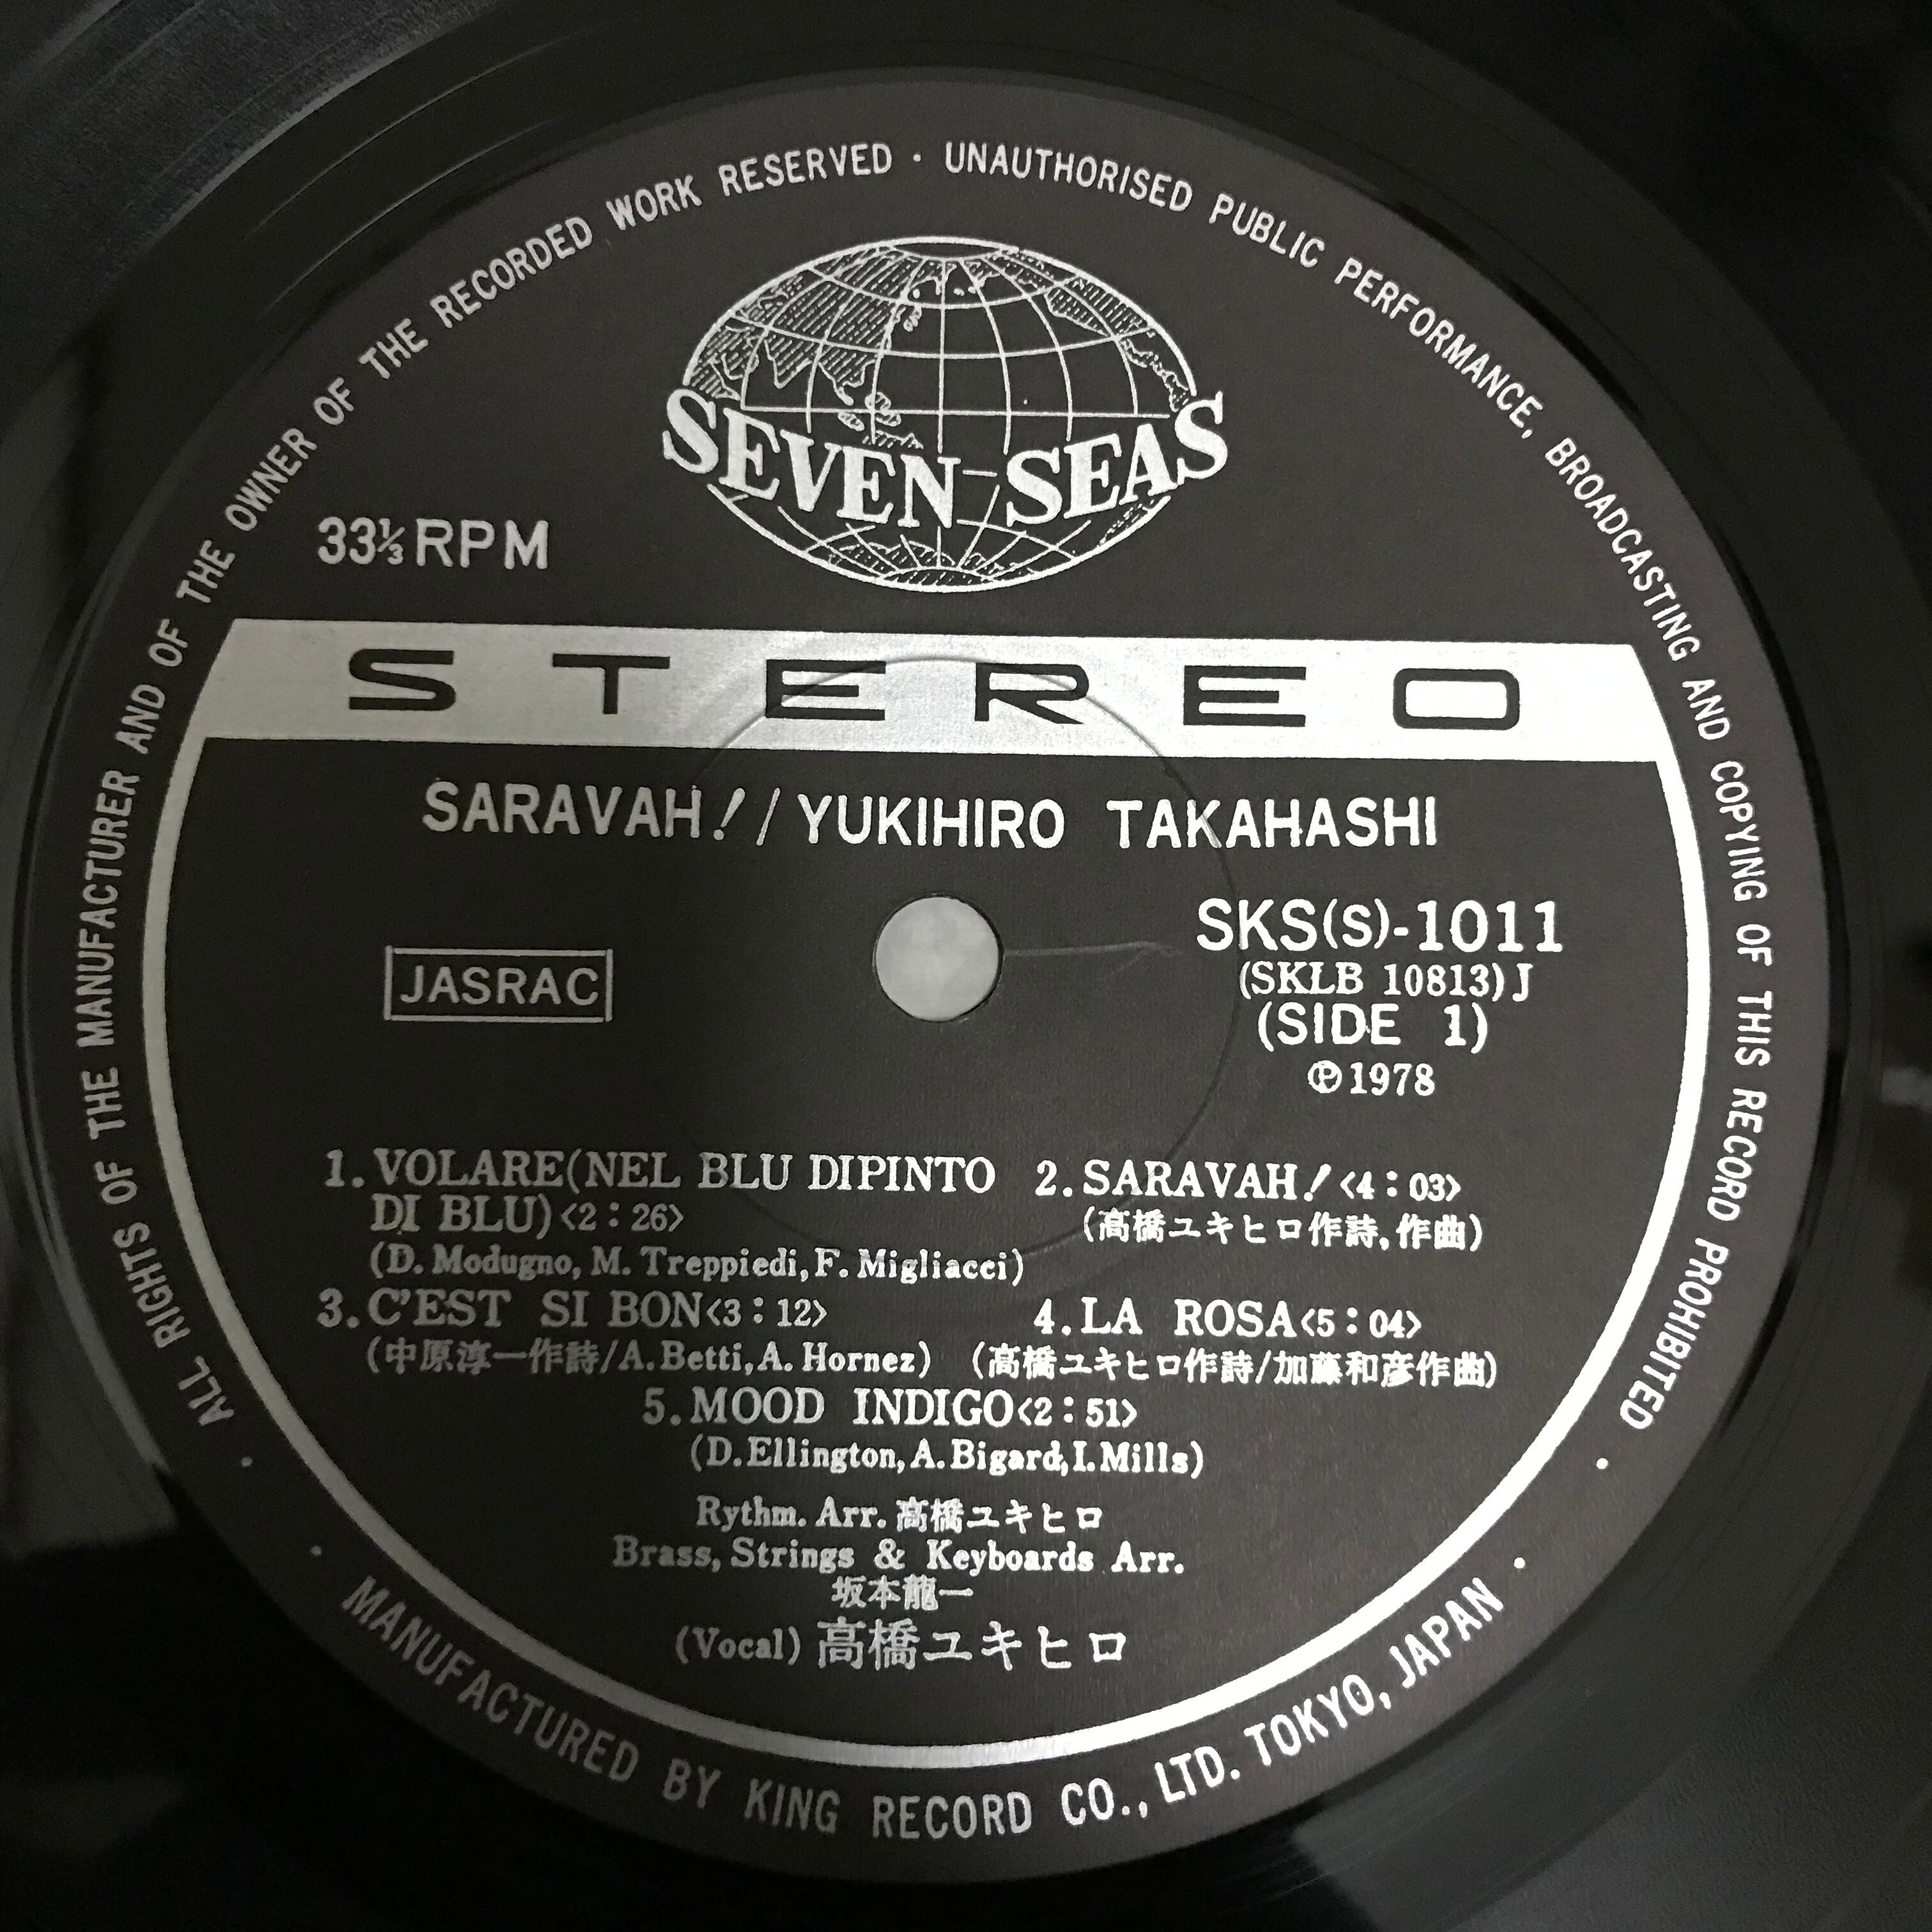 ALL RIGHTS OF THE MANUFACTURER AND OF THE OWNER OF THE RECORDED WORK RESERVED · UNAUTHORISED PUBLIC PERFORMANCE, BROADCASTING AND COPYING OF THIS RECORD PROHIBITED
SEVEN SEAS
33⅓ RPM
STEREO
SARAVAH!/YUKIHIRO TAKAHASHI
JASRAC
SKS(S)-1011
(SKLB 10813)J
(SIDE 1)
℗1978
1.VOLARE(NEL BLU DIPINTO
DI BLU)<2:26>
(D. Modugno, M. Treppiedi, F. Migliacci)
2.SARAVAH!<4:03>
(高橋ユキヒロ作詩,作曲)
3.C'EST SI BON<3:12>
(中原淳一作詩/A.Betti,A. Hornez)
4.LA ROSA<5:04>
(高橋ユキヒロ作詩/加藤和彦作曲)
5.MOOD INDIGO<2:51>
(D.Ellington,A.Bigard,I.Mills)
Rythm. Arr. 高橋ユキヒロ
Brass, Strings & Keyboards Arr.
坂本龍一
(Vocal) 高橋ユキヒロ
· MANUFACTURED BY KING RECORD CO., LTD. TOKYO, JAPAN ·